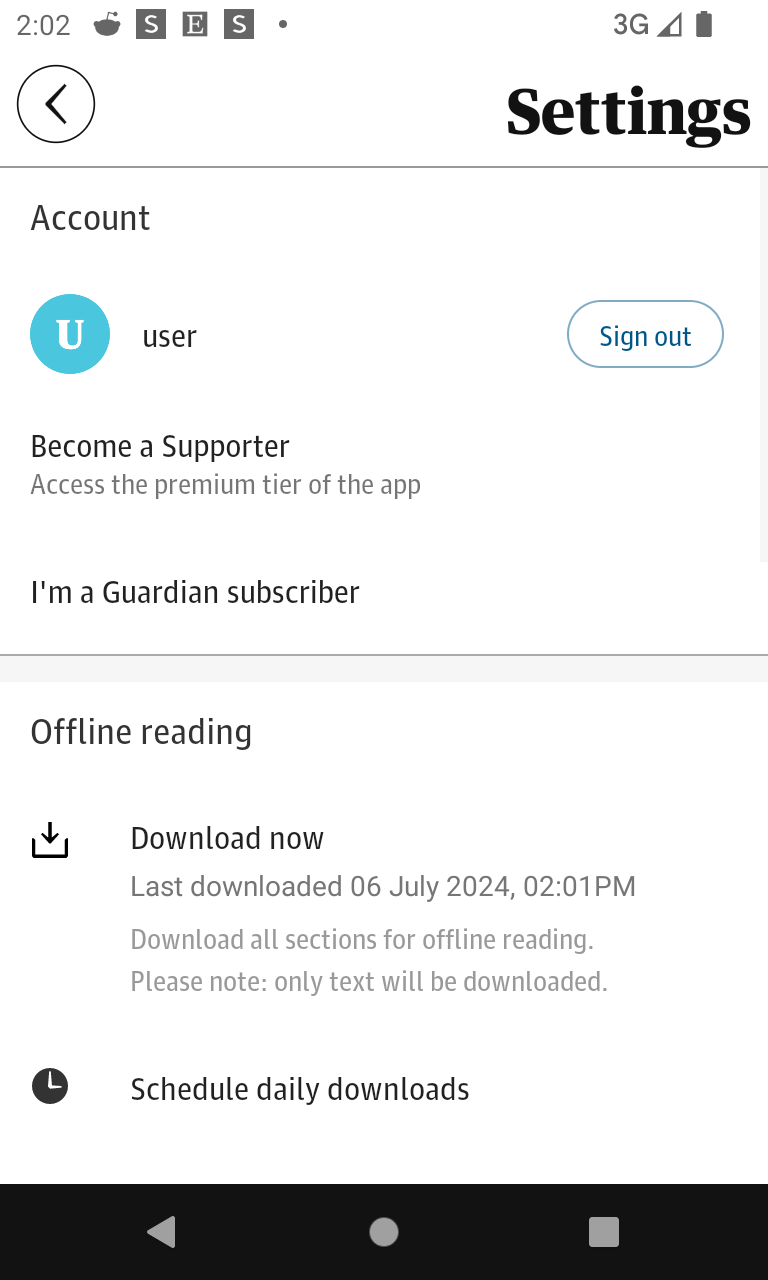 2:02 S E S 3G
Settings
Account
U user Sign out
Become a Supporter
Access the premium tier of the app
I'm a Guardian subscriber
Offline reading
Download now
Last downloaded 06 July 2024, 02:01PM
Download all sections for offline reading.
Please note: only text will be downloaded.
Schedule daily downloads